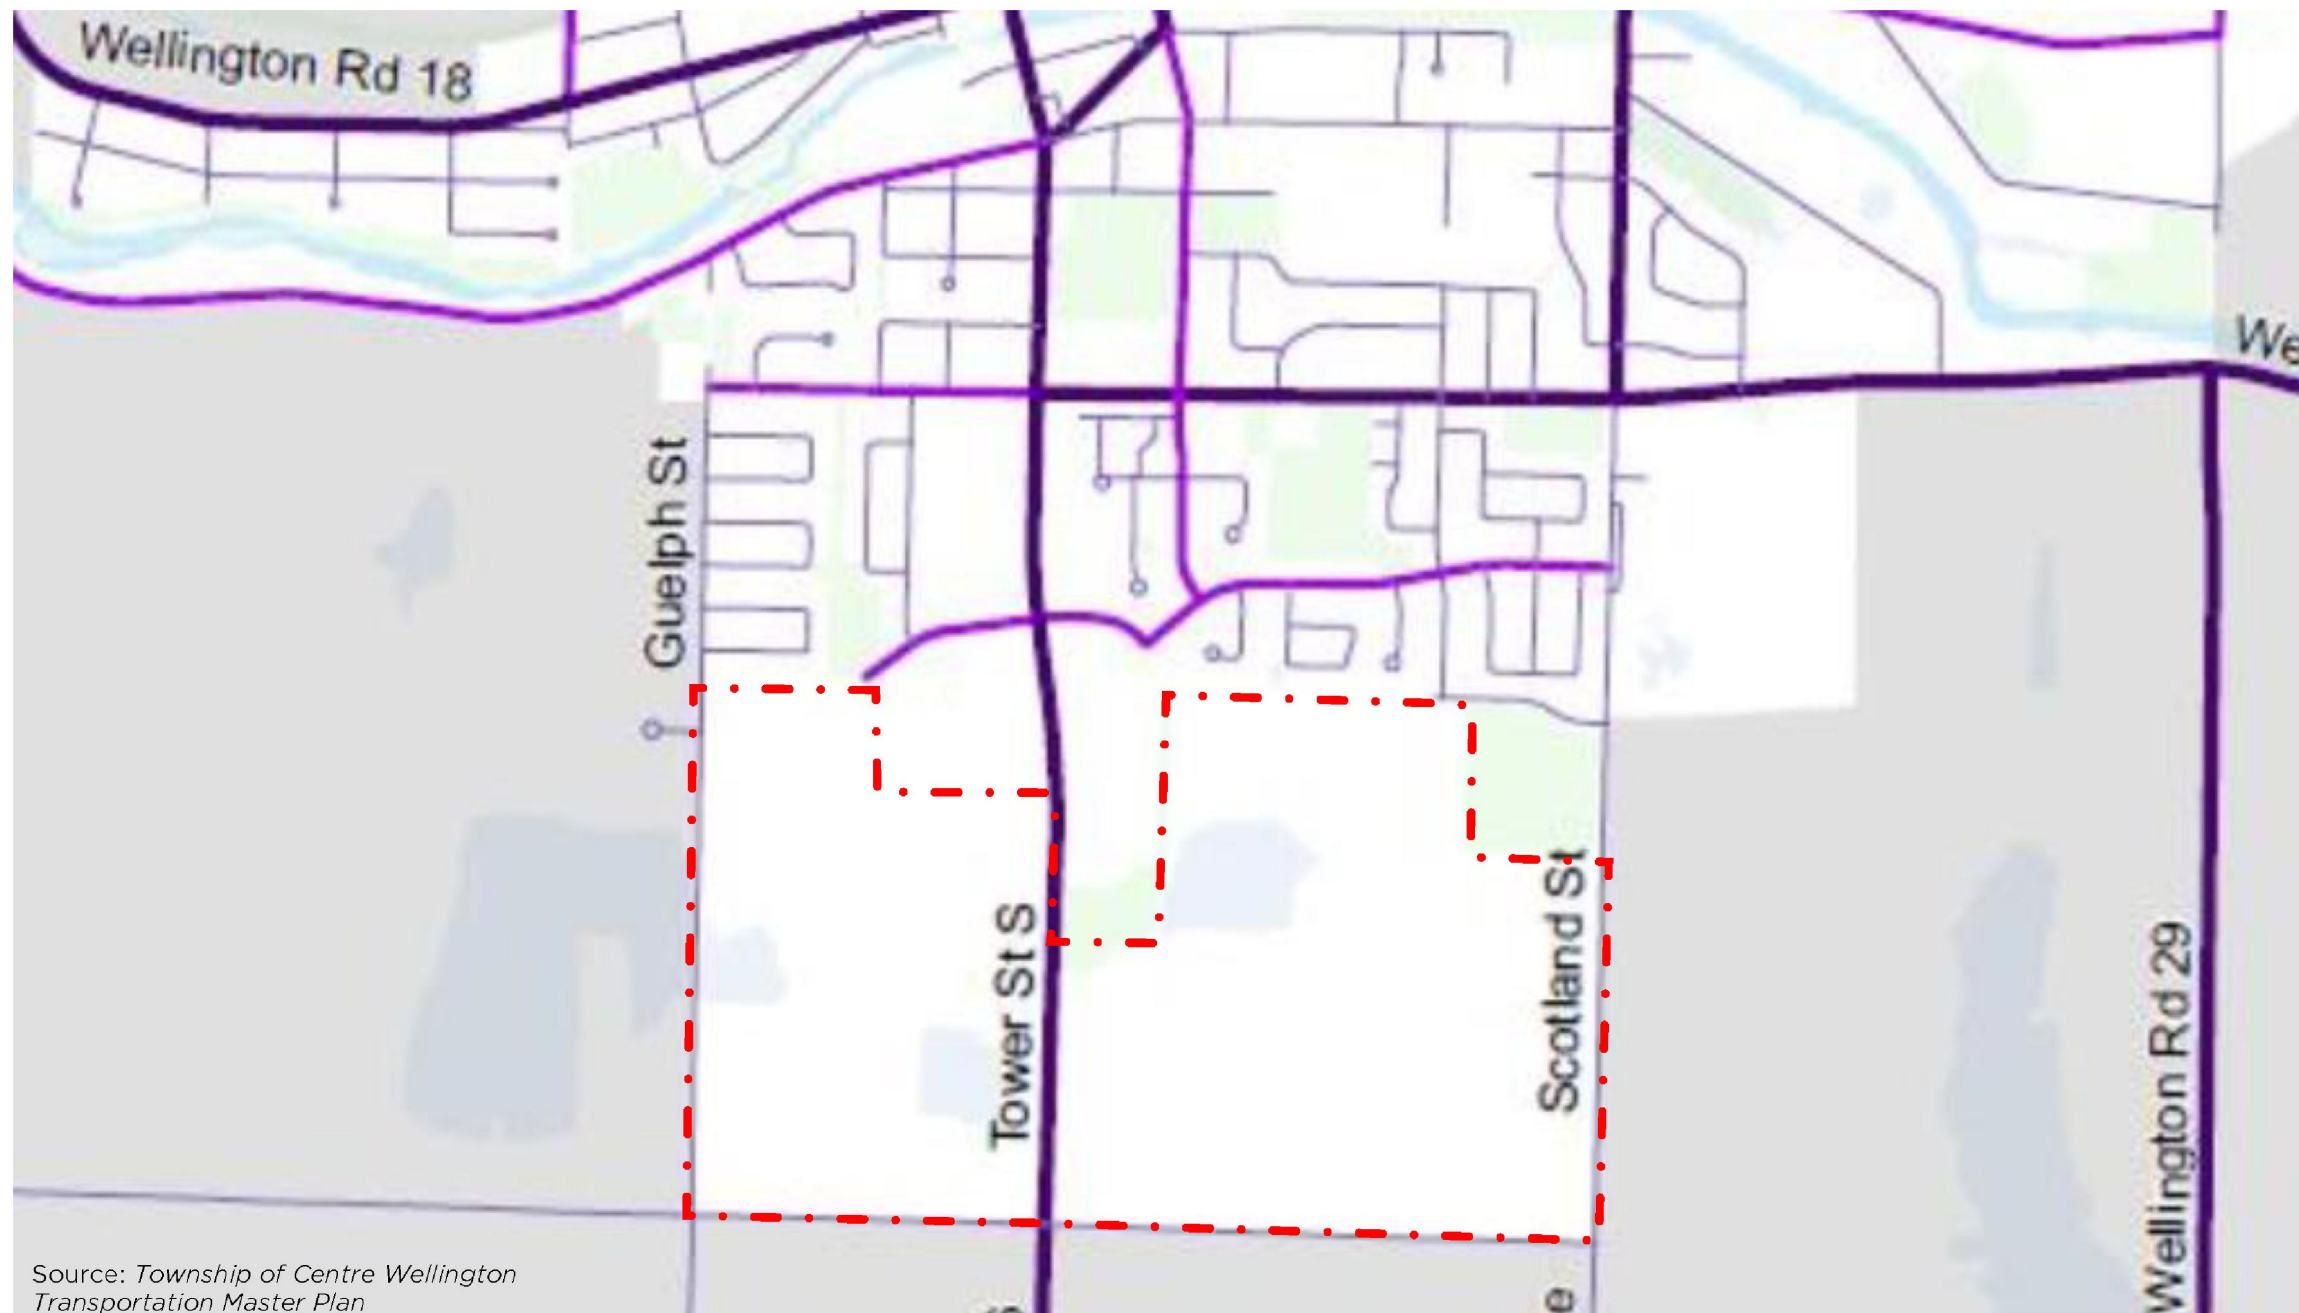 Wellington Rd 18
We
Guelph St
Tower St S
Scotland St
Wellington Rd 29
Source: Township of Centre Wellington
Transportation Master Plan
e